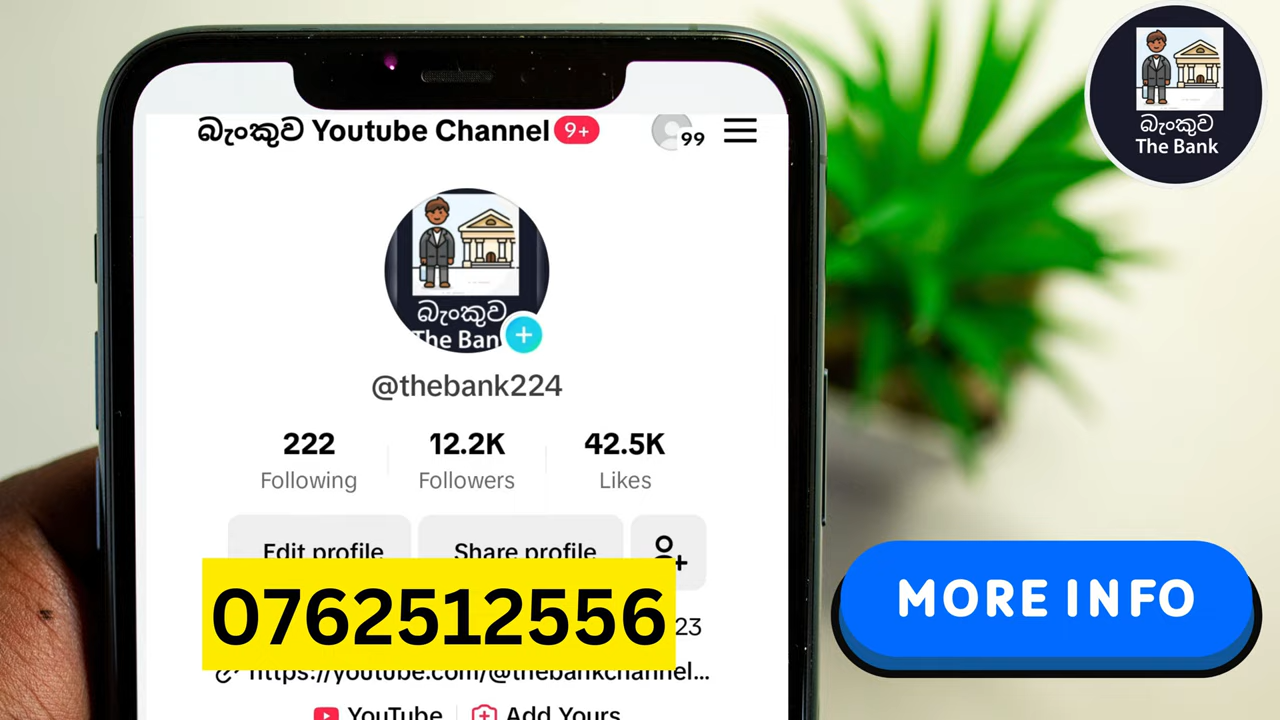 බැංකුව Youtube Channel 9+
99
බැංකුව
The Bank
බැංකුව
The Ban
@thebank224
222
12.2K
42.5K
Following
Followers
Likes
Edit profile
Share profile
0762512556
23
https://youtube.com/@thebankchannel...
YouTube
Add Yours
MORE INFO